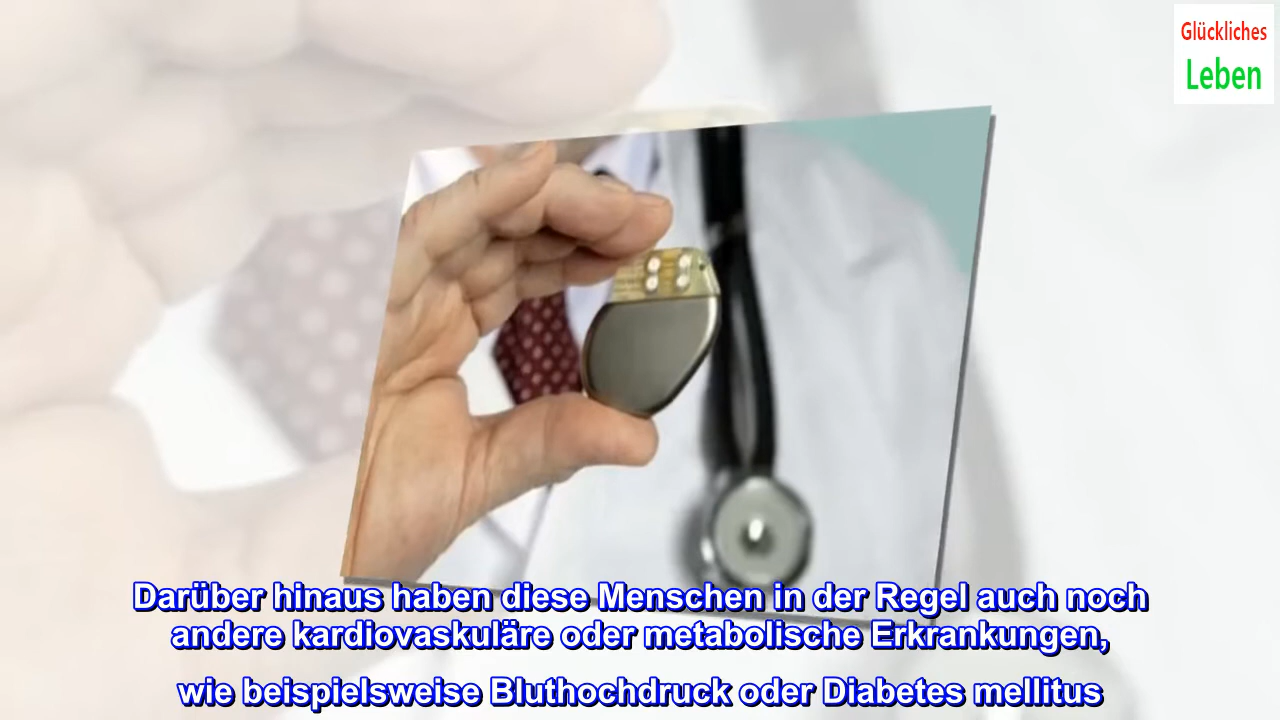 Glückliches
Leben
Darüber hinaus haben diese Menschen in der Regel auch noch
andere kardiovaskuläre oder metabolische Erkrankungen,
wie beispielsweise Bluthochdruck oder Diabetes mellitus